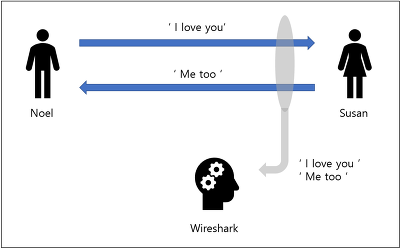 ‘ I love you’
‘ Me too ‘
Noel
Susan
‘ I love you ‘
‘ Me too ‘
Wireshark